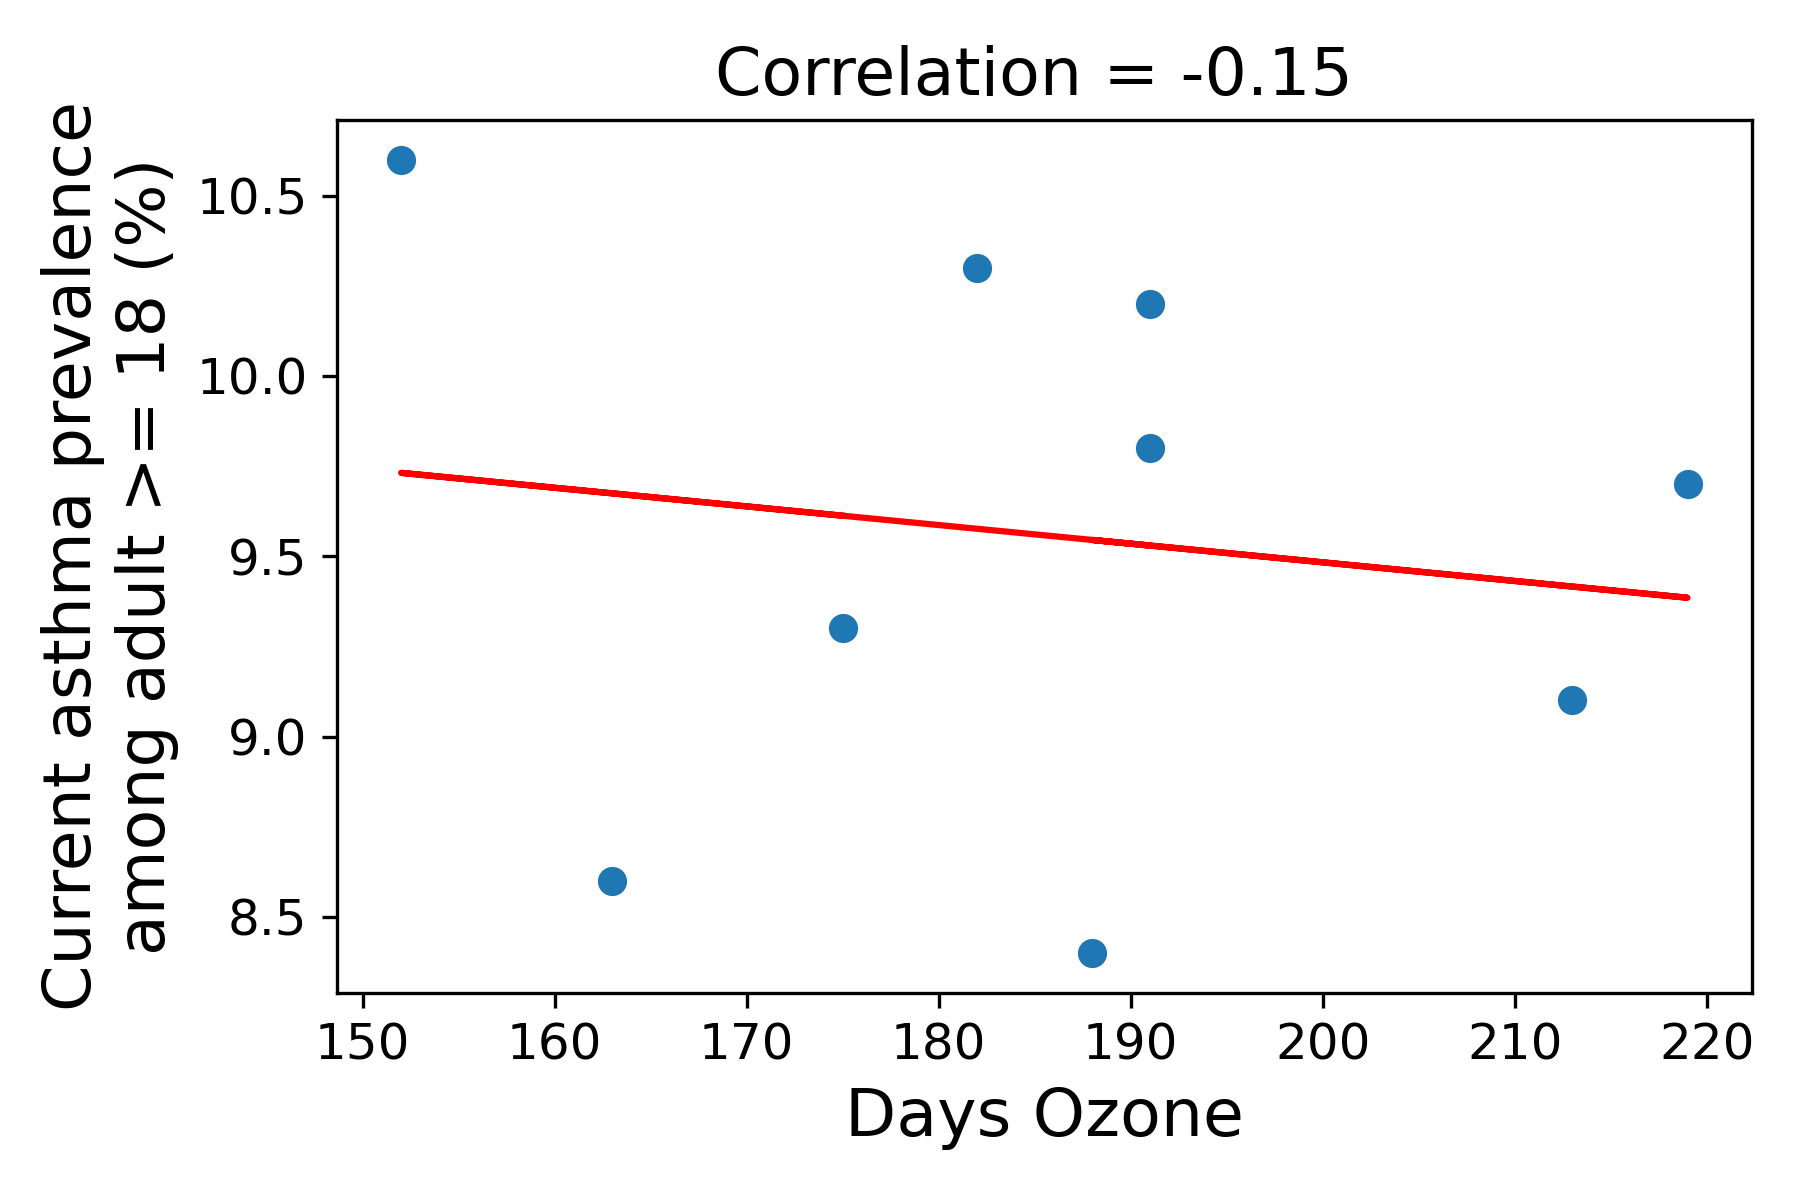 Correlation = -0.15
Current asthma prevalence
among adult >= 18 (%)
10.5
10.0
9.5
9.0
8.5
150 160 170 180 190 200 210 220
Days Ozone